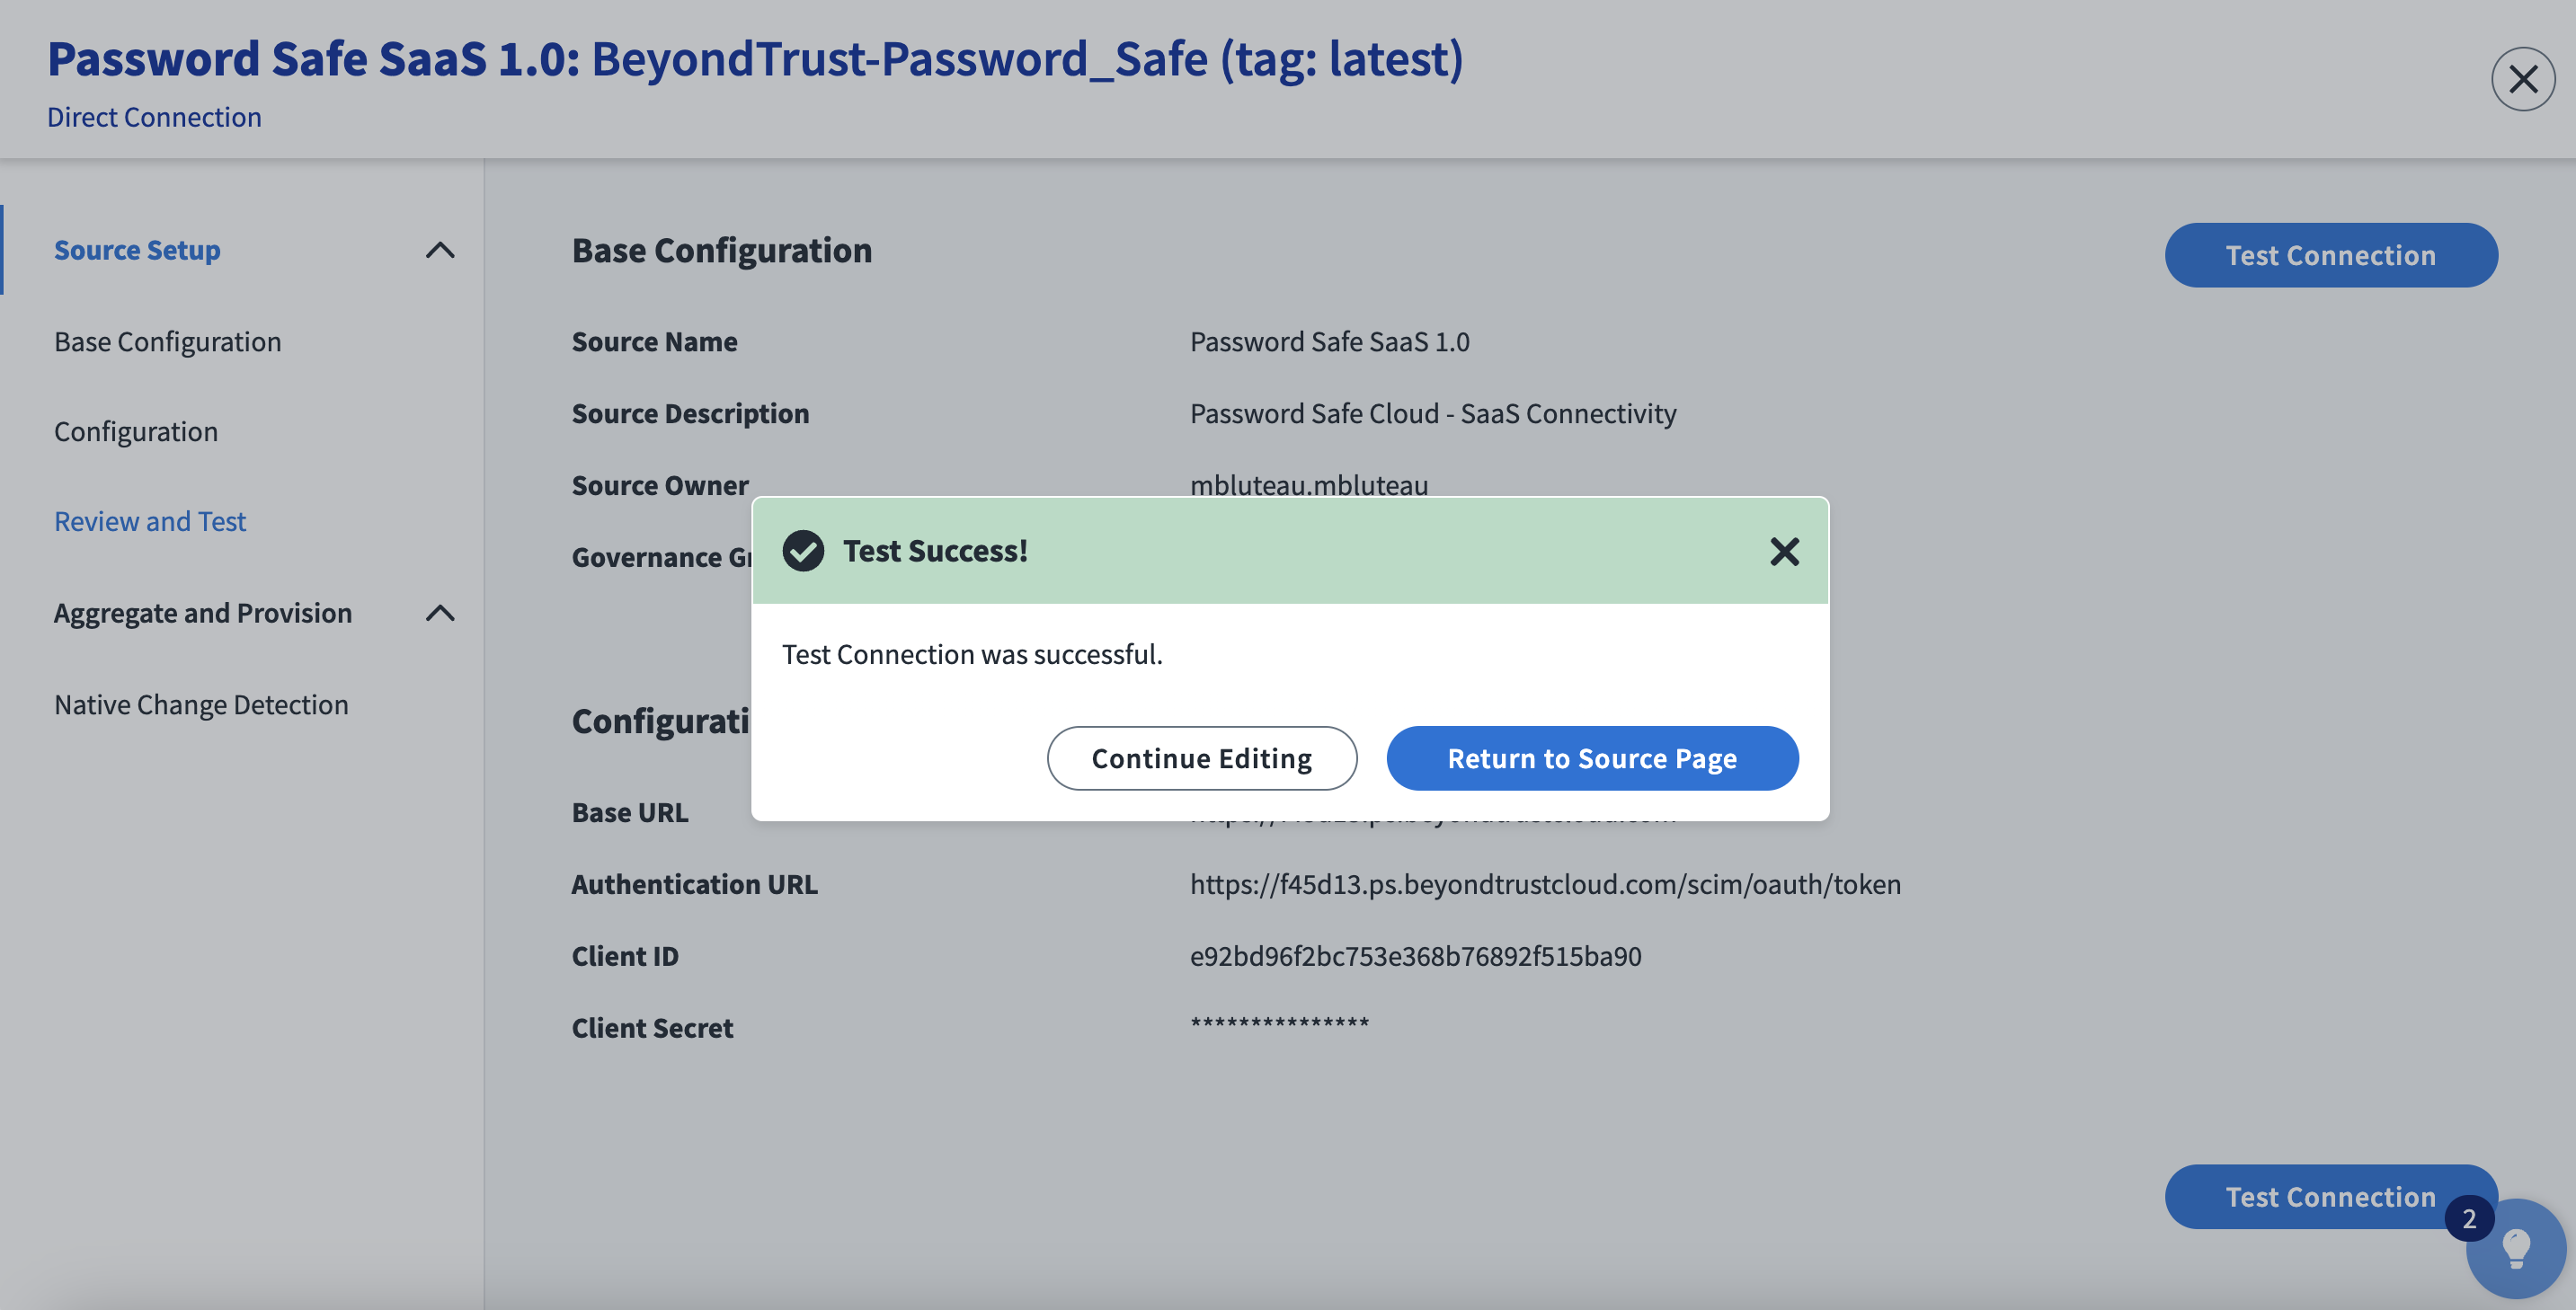 Password Safe SaaS 1.0: BeyondTrust-Password_Safe (tag: latest)
Direct Connection
Source Setup
Base Configuration
Configuration
Review and Test
Aggregate and Provision
Native Change Detection
Base Configuration
Test Connection
Source Name Password Safe SaaS 1.0
Source Description Password Safe Cloud - SaaS Connectivity
Source Owner mbluteau.mbluteau
Governance
Test Success!
Test Connection was successful.
Continue Editing Return to Source Page
Base URL
Authentication URL https://f45d13.ps.beyondtrustcloud.com/scim/oauth/token
Client ID e92bd96f2bc753e368b76892f515ba90
Client Secret ***************
Test Connection
2